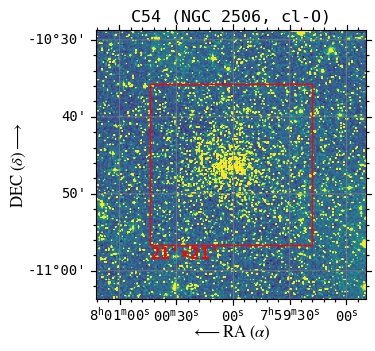 C54 (NGC 2506, cl-O)
-10°30'
40'
50'
-11°00'
DEC (δ) ⟶
21'×21'
8ʰ01ᵐ00ˢ 00ᵐ30ˢ 00ˢ 7ʰ59ᵐ30ˢ 00ˢ
⟵ RA (α)